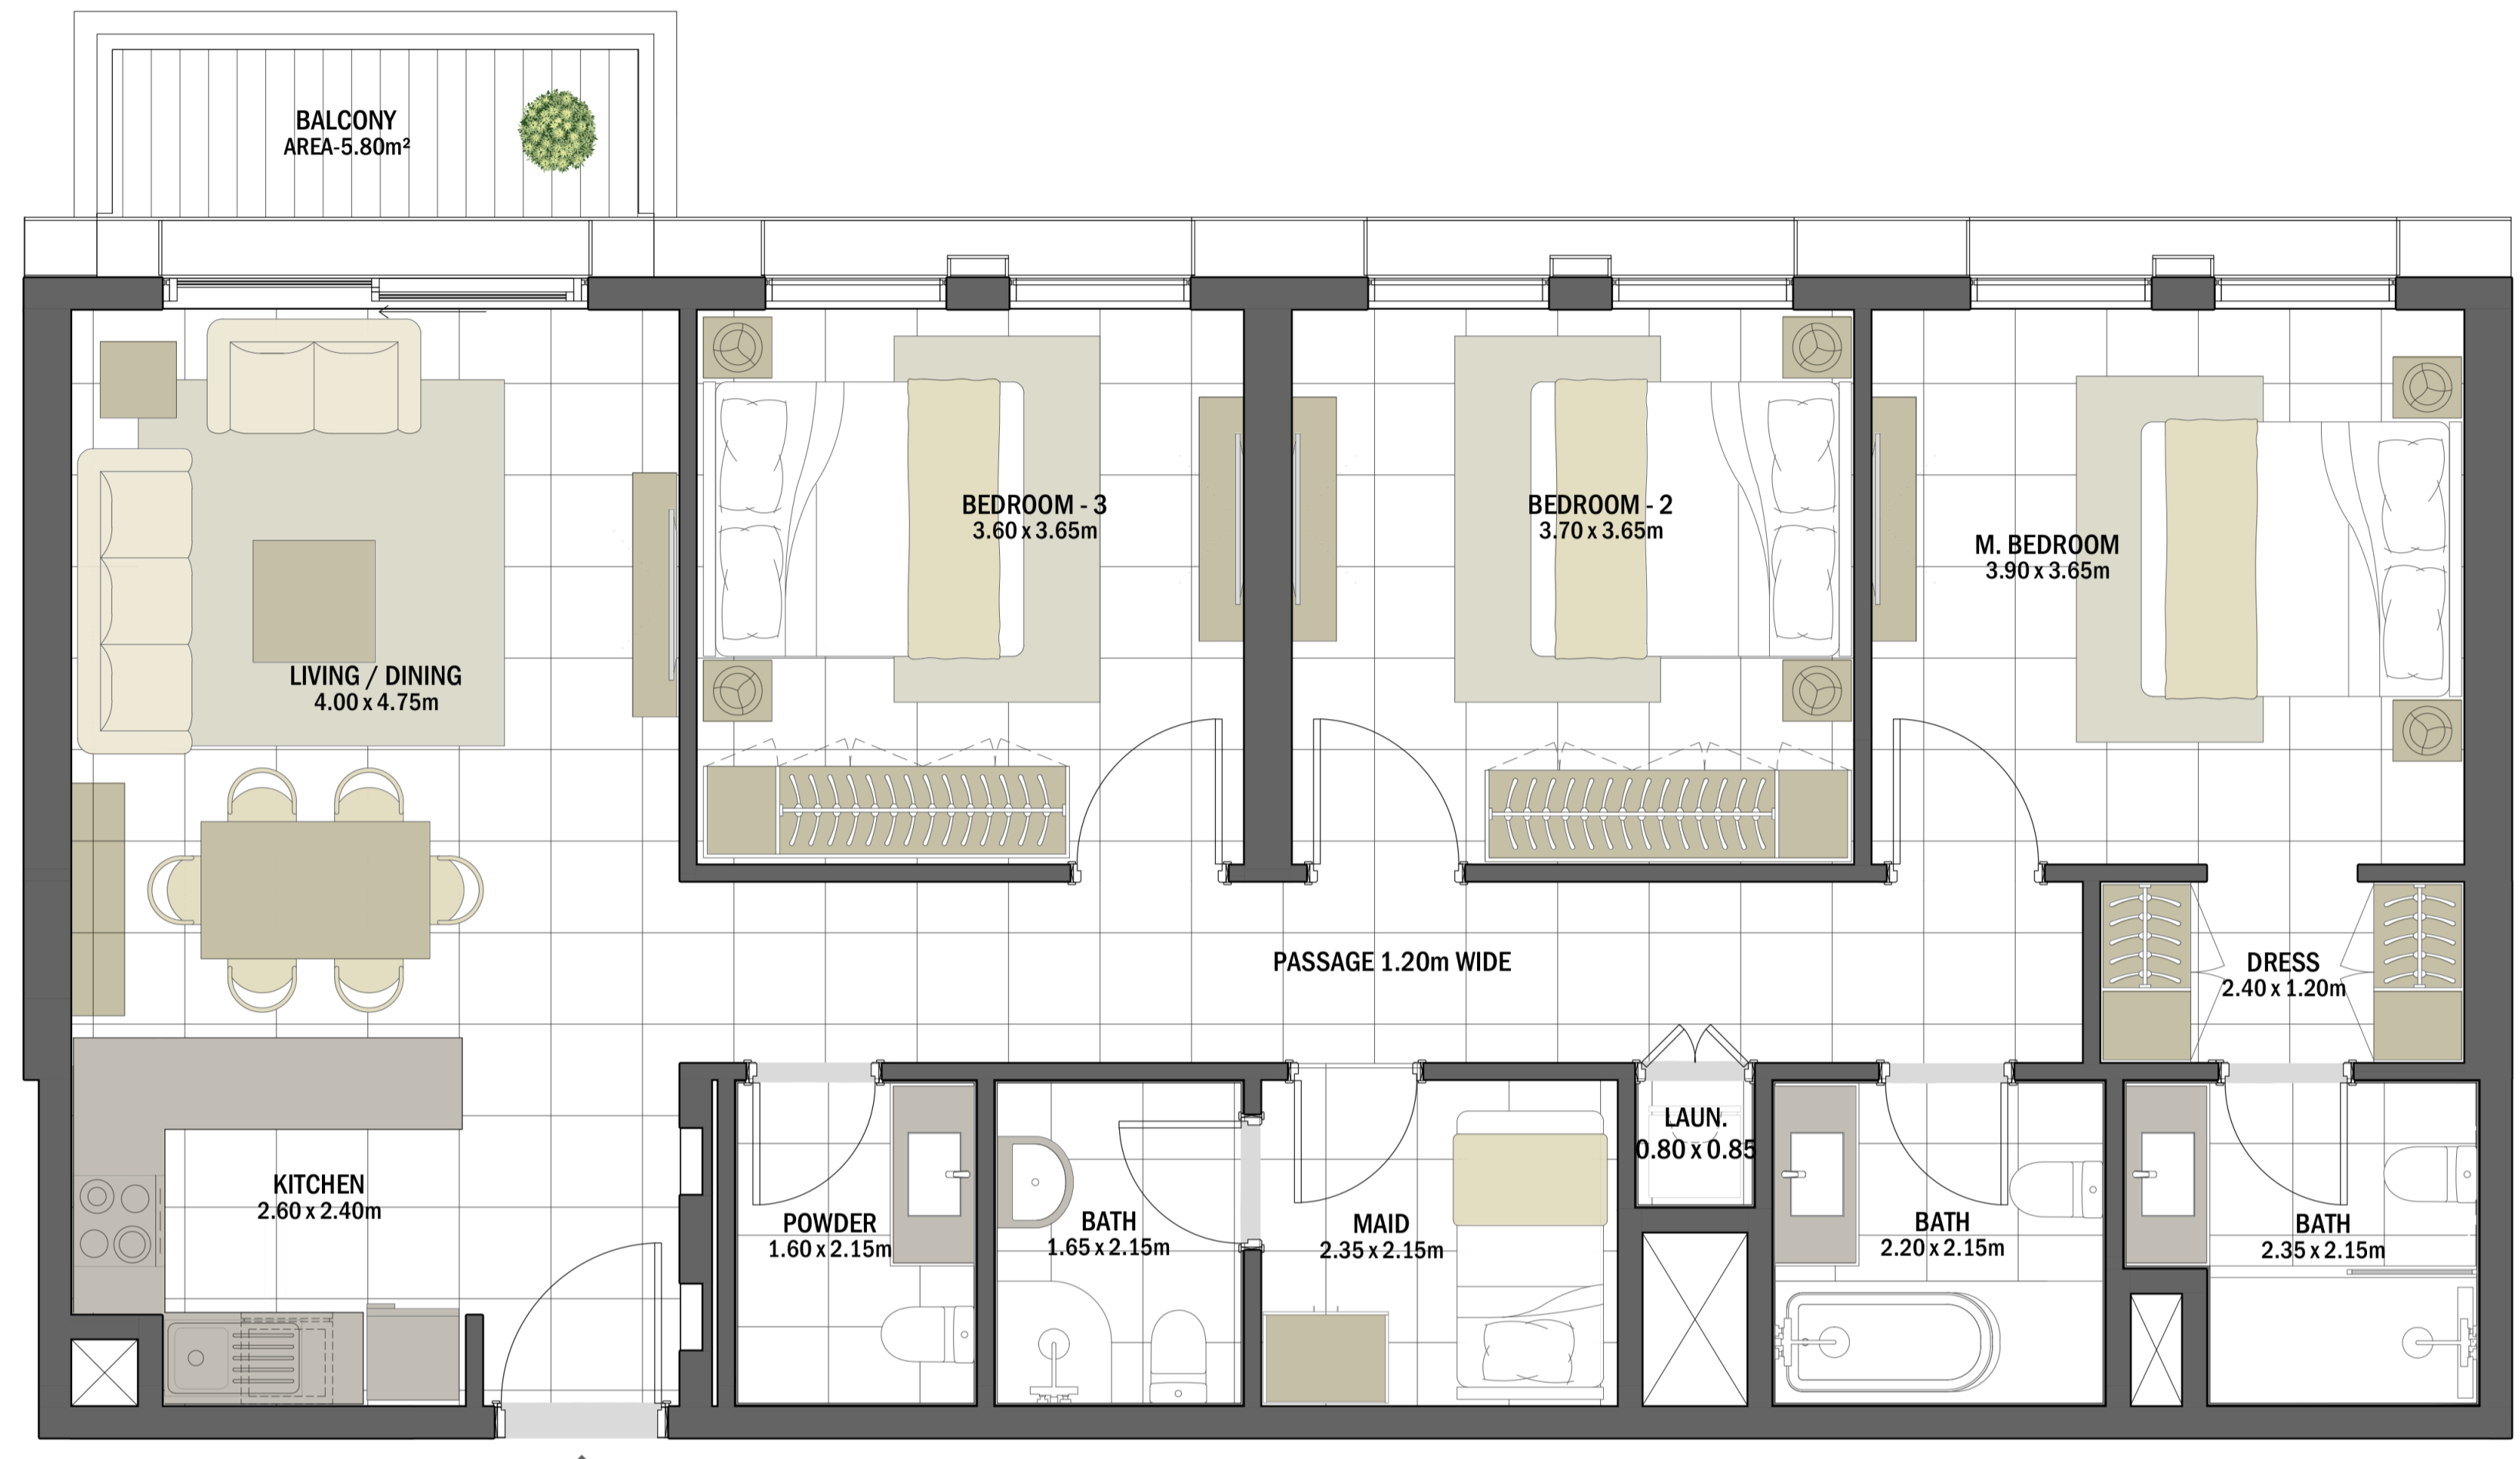 BALCONY
AREA-5.80m²
BEDROOM - 3
3.60 x 3.65m
BEDROOM - 2
3.70 x 3.65m
M. BEDROOM
3.90 x 3.65m
LIVING / DINING
4.00 x 4.75m
PASSAGE 1.20m WIDE
DRESS
2.40 x 1.20m
KITCHEN
2.60 x 2.40m
POWDER
1.60 x 2.15m
BATH
1.65 x 2.15m
MAID
2.35 x 2.15m
LAUN.
0.80 x 0.85
BATH
2.20 x 2.15m
BATH
2.35 x 2.15m